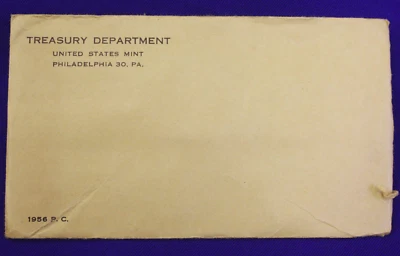 TREASURY DEPARTMENT
UNITED STATES MINT
PHILADELPHIA 30, PA.
1956 P. C.